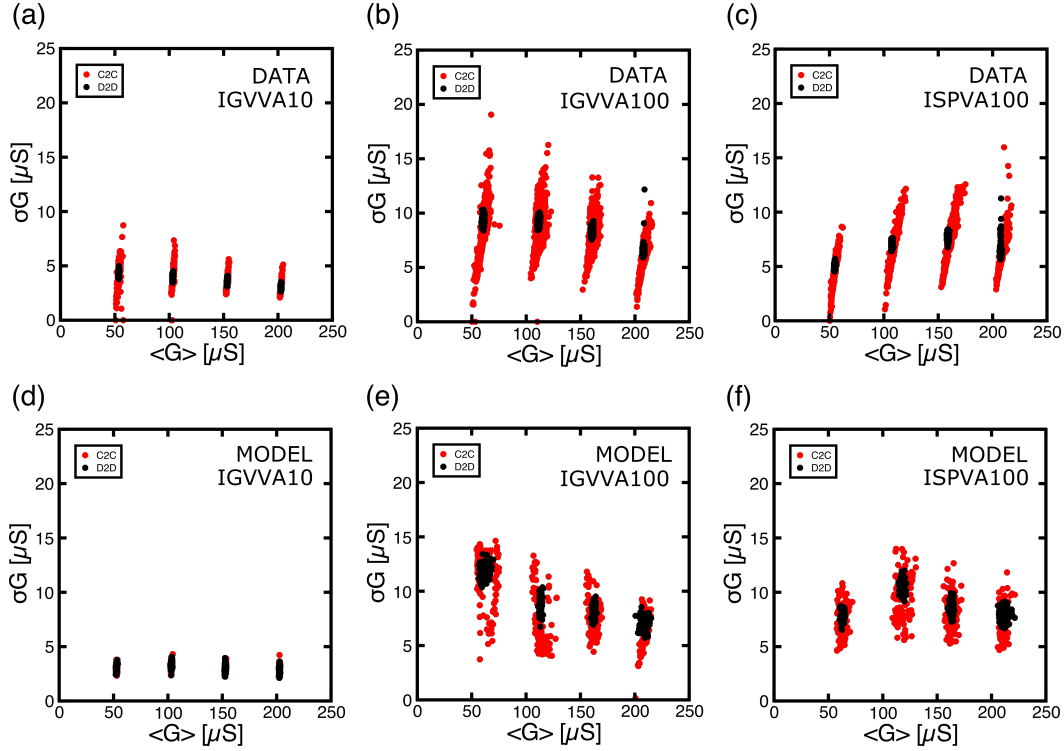 (a)
(b)
(c)
25
20
15
10
5
0
σG [µS]
C2C
D2D
DATA
IGVVA10
0 50 100 150 200 250
<G> [µS]
25
20
15
10
5
0
σG [µS]
C2C
D2D
DATA
IGVVA100
0 50 100 150 200 250
<G> [µS]
25
20
15
10
5
0
σG [µS]
C2C
D2D
DATA
ISPVA100
0 50 100 150 200 250
<G> [µS]
(d)
(e)
(f)
25
20
15
10
5
0
σG [µS]
C2C
D2D
MODEL
IGVVA10
0 50 100 150 200 250
<G> [µS]
25
20
15
10
5
0
σG [µS]
C2C
D2D
MODEL
IGVVA100
0 50 100 150 200 250
<G> [µS]
25
20
15
10
5
0
σG [µS]
C2C
D2D
MODEL
ISPVA100
0 50 100 150 200 250
<G> [µS]